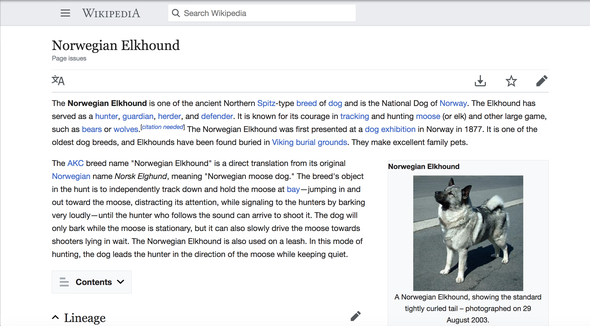 WIKIPEDIA
Search Wikipedia
Norwegian Elkhound
Page issues
The Norwegian Elkhound is one of the ancient Northern Spitz-type breed of dog and is the National Dog of Norway. The Elkhound has
served as a hunter, guardian, herder, and defender. It is known for its courage in tracking and hunting moose (or elk) and other large game,
such as bears or wolves.[citation needed] The Norwegian Elkhound was first presented at a dog exhibition in Norway in 1877. It is one of the
oldest dog breeds, and Elkhounds have been found buried in Viking burial grounds. They make excellent family pets.
The AKC breed name "Norwegian Elkhound" is a direct translation from its original
Norwegian name Norsk Elghund, meaning "Norwegian moose dog." The breed's object
in the hunt is to independently track down and hold the moose at bay—jumping in and
out toward the moose, distracting its attention, while signaling to the hunters by barking
very loudly—until the hunter who follows the sound can arrive to shoot it. The dog will
only bark while the moose is stationary, but it can also slowly drive the moose towards
shooters lying in wait. The Norwegian Elkhound is also used on a leash. In this mode of
hunting, the dog leads the hunter in the direction of the moose while keeping quiet.
Norwegian Elkhound
A Norwegian Elkhound, showing the standard
tightly curled tail – photographed on 29
August 2003.
Contents
Lineage